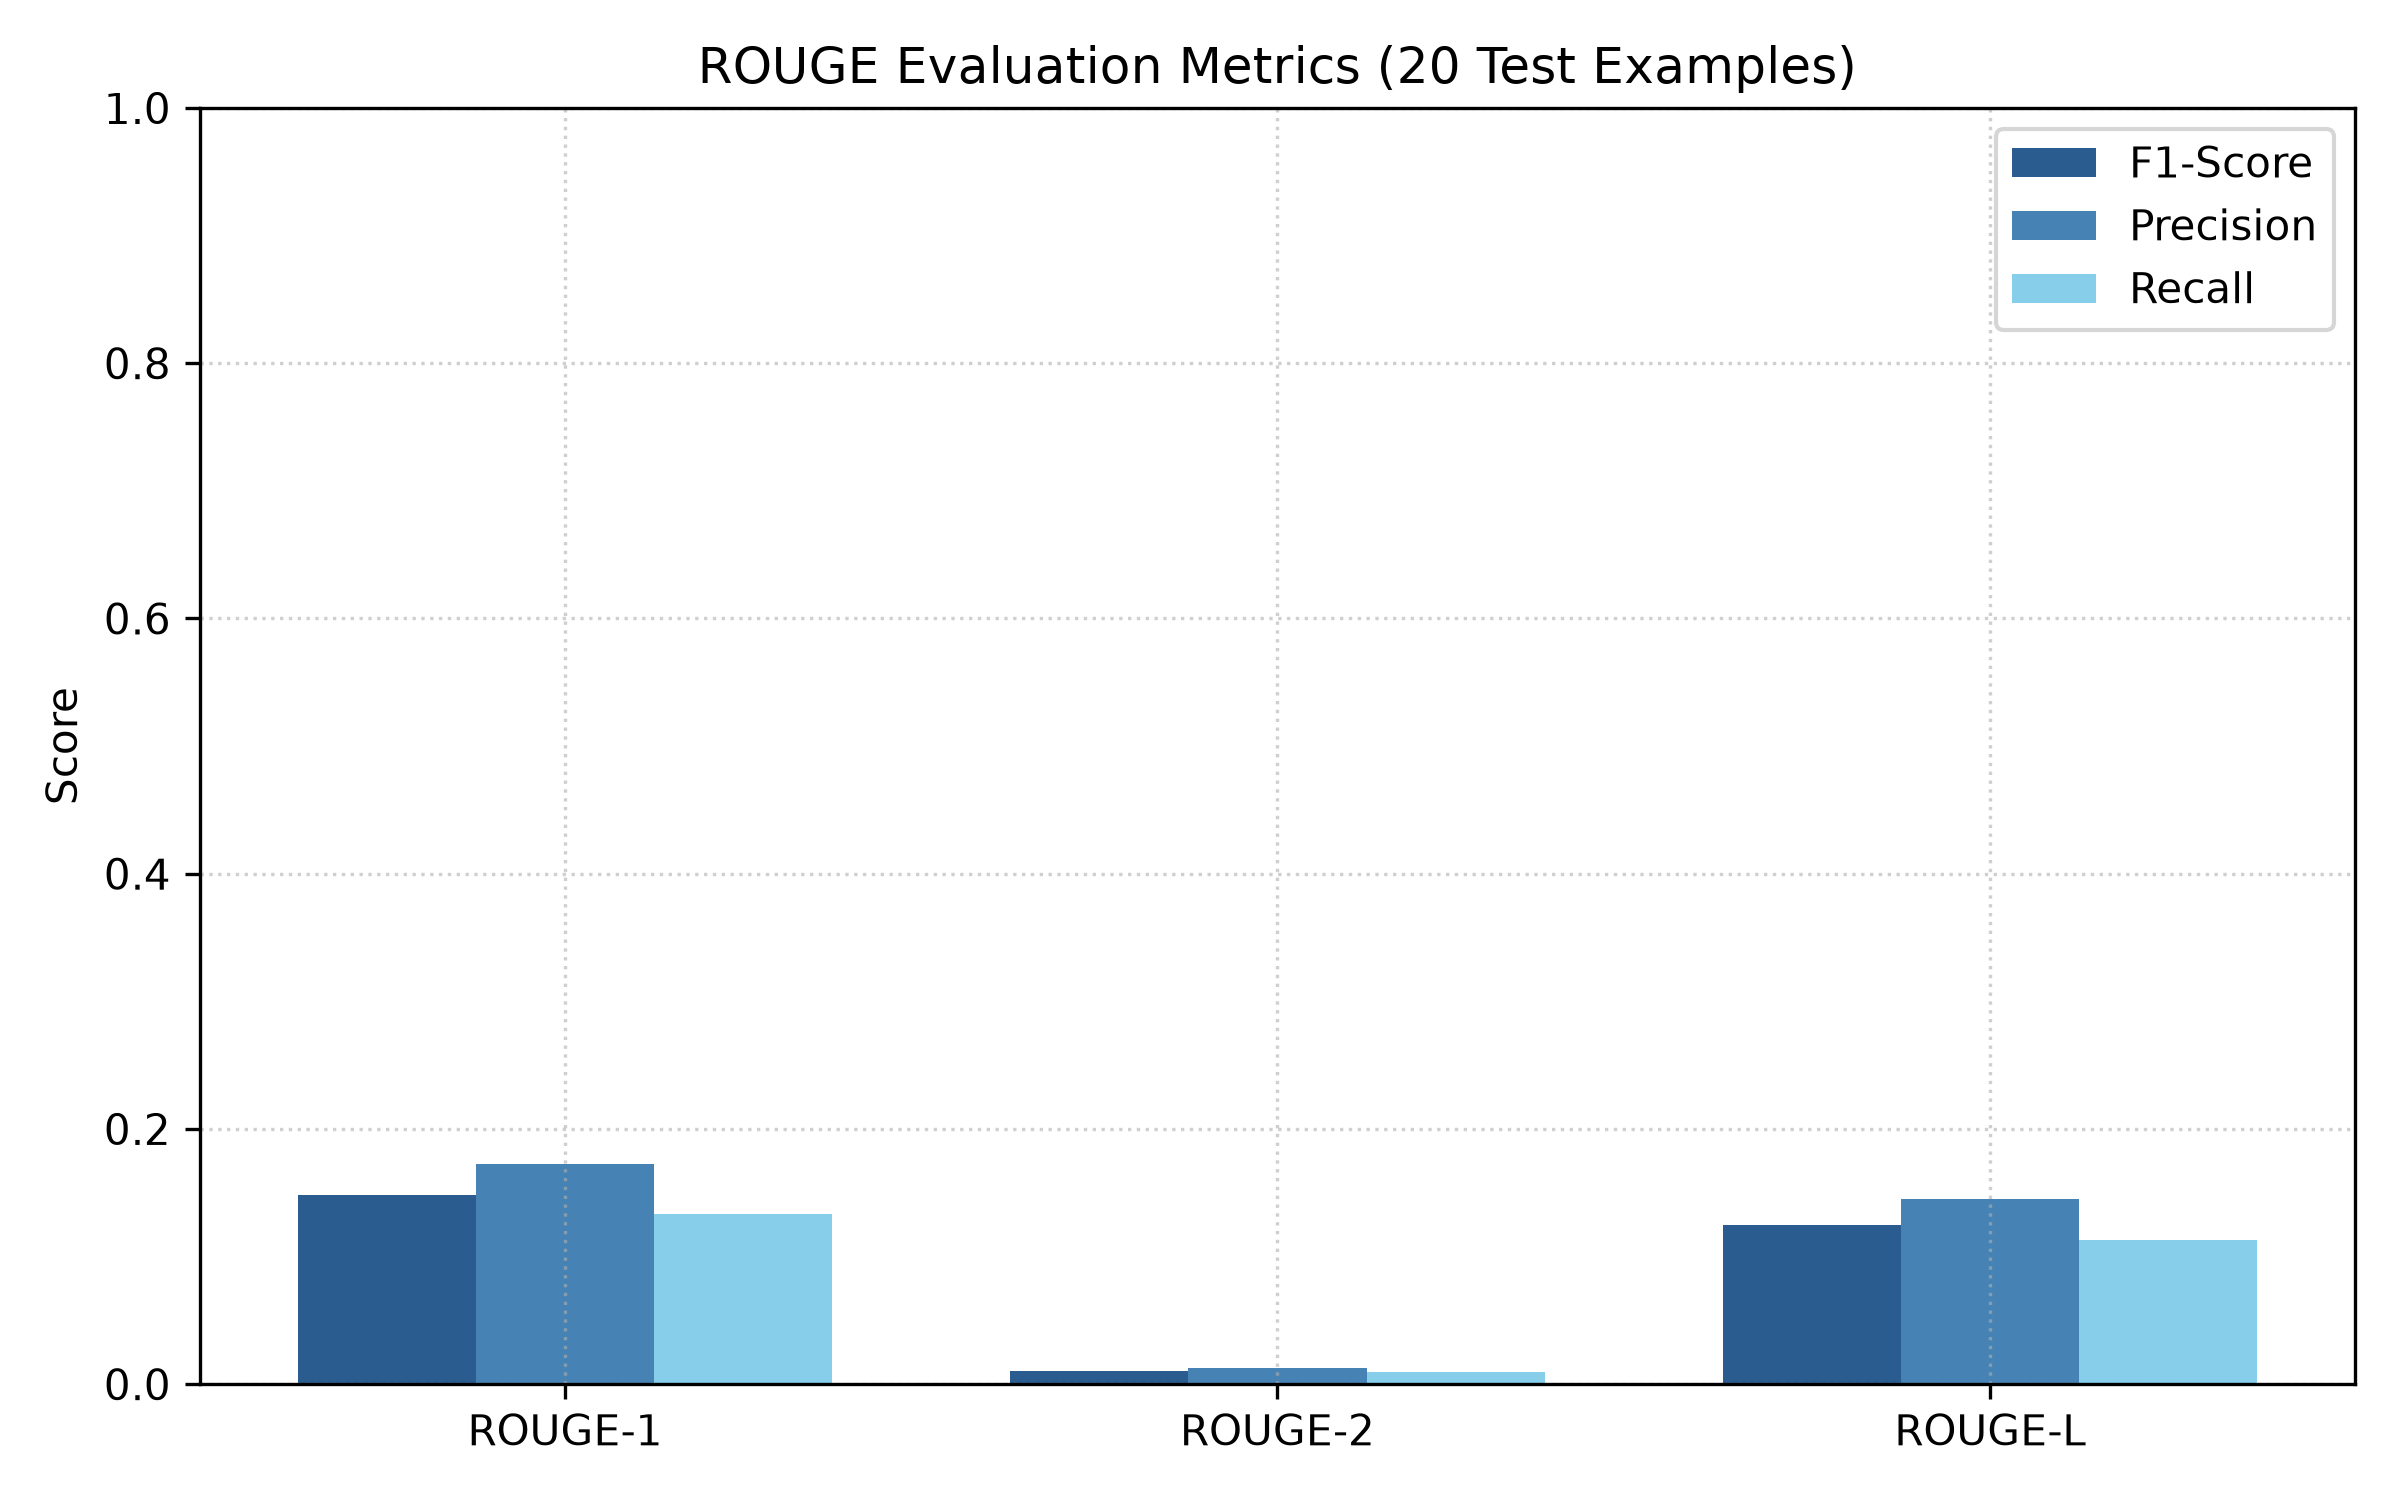 ROUGE Evaluation Metrics (20 Test Examples)
1.0
0.8
0.6
0.4
0.2
0.0
Score
F1-Score
Precision
Recall
ROUGE-1
ROUGE-2
ROUGE-L